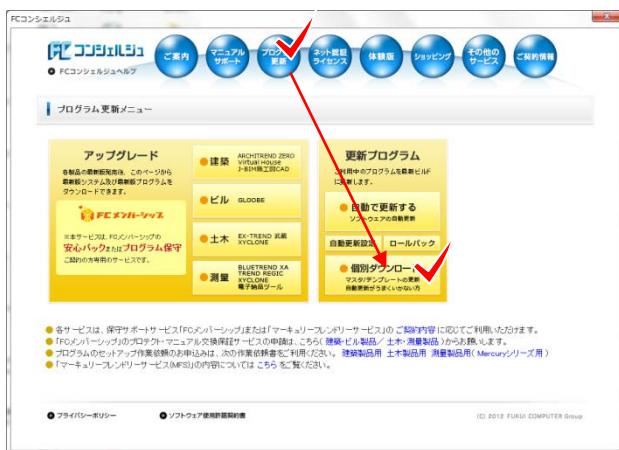 FCコンシェルジュ
FC コンシェルジュ
FCコンシェルジュヘルプ
ご案内
マニュアル
サポート
プログラム
更新
ネット認証
ライセンス
体験版
ショッピング
その他の
サービス
ご契約情報
プログラム更新メニュー
アップグレード
各製品の最新版発売後、このページから
最新版システム及び最新版プログラムを
ダウンロードできます。
FCメンバーシップ
※本サービスは、FCメンバーシップの
安心パックまたはプログラム保守
ご契約の方専用のサービスです。
建築
ARCHITREND ZERO
Virtual House
J-BIM施工図CAD
ビル
GLOOBE
土木
EX-TREND 武蔵
XYCLONE
測量
BLUETREND XA
TREND REGIC
XYCLONE
電子納品ツール
更新プログラム
ご利用中のプログラムを最新ビルド
に更新します。
自動で更新する
ソフトウェアの自動更新
自動更新設定
ロールバック
個別ダウンロード
マスタ/テンプレートの更新
自動更新がうまくいかない方
各サービスは、保守サポートサービス「FCメンバーシップ」または「マーキュリーフレンドリーサービス」の ご契約内容 に応じてご利用いただけます。
「FCメンバーシップ」のプロテクト・マニュアル交換保証サービスの申請は、こちら( 建築・ビル製品／ 土木・測量製品 )からお願いします。
プログラムのセットアップ作業依頼のお申込みは、次の作業依頼書をご利用ください。 建築製品用 土木製品用 測量製品用( Mercuryシリーズ用 )
「マーキュリーフレンドリーサービス(MFS)」の内容については こちら をご覧ください。
プライバシーポリシー
ソフトウェア使用許諾契約書
(C) 2012 FUKUI COMPUTER Group